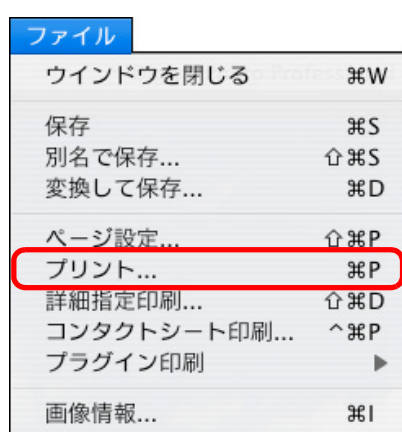 ファイル
ウインドウを閉じる ⌘W
保存 ⌘S
別名で保存... ⇧⌘S
変換して保存... ⌘D
ページ設定... ⇧⌘P
プリント... ⌘P
詳細指定印刷... ⇧⌘D
コンタクトシート印刷... ^⌘P
プラグイン印刷 ▶
画像情報... ⌘I